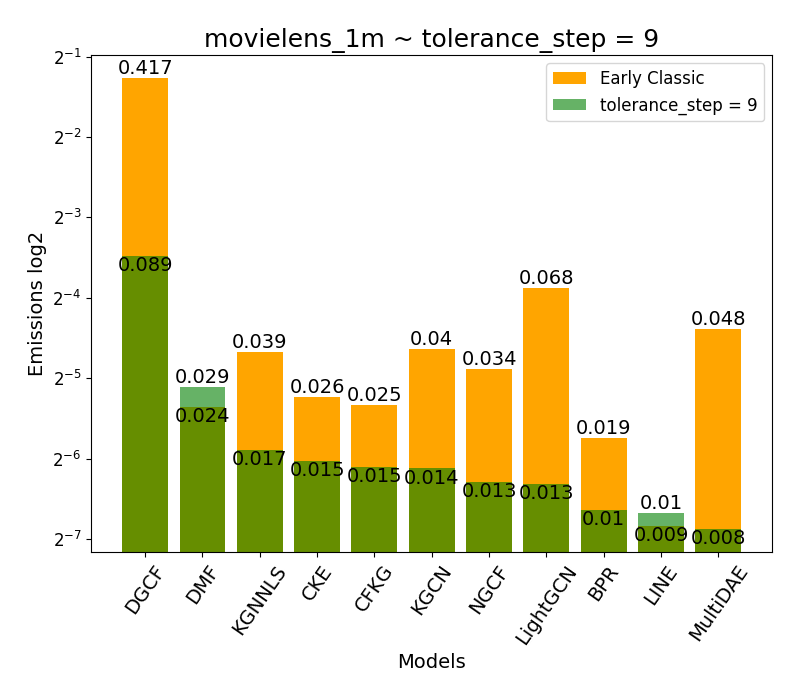 movielens_1m ~ tolerance_step = 9
Early Classic
tolerance_step = 9
Emissions log2
2⁻¹
2⁻²
2⁻³
2⁻⁴
2⁻⁵
2⁻⁶
2⁻⁷
0.417
0.089
0.029
0.024
0.039
0.017
0.026
0.015
0.025
0.015
0.04
0.014
0.034
0.013
0.068
0.013
0.019
0.01
0.01
0.009
0.048
0.008
DGCF
DMF
KGNNLS
CKE
CFKG
KGCN
NGCF
LightGCN
BPR
LINE
MultiDAE
Models